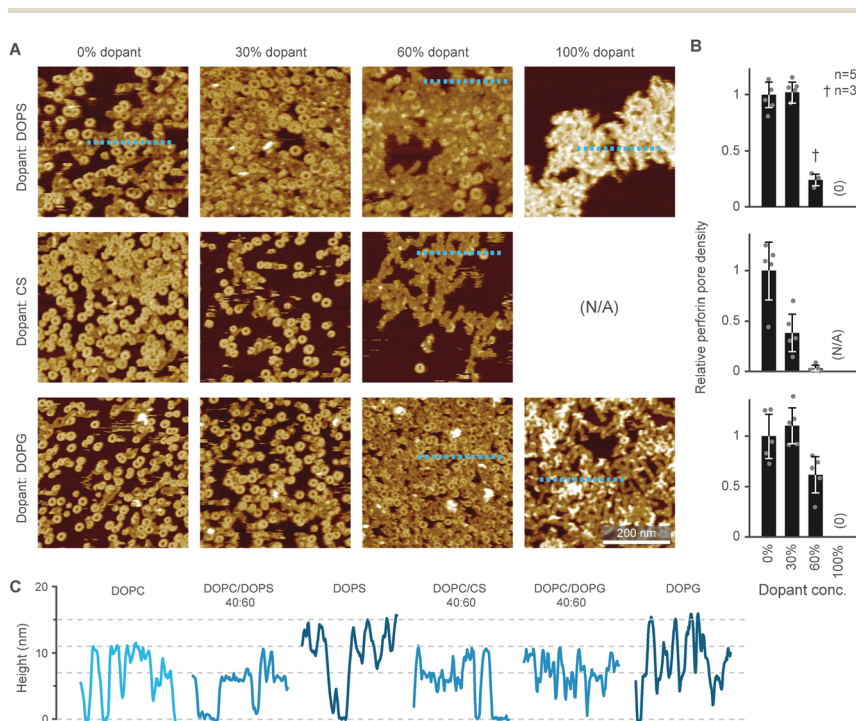 A
0% dopant
30% dopant
60% dopant
100% dopant
Dopant: DOPS
Dopant: CS
(N/A)
Dopant: DOPG
200 nm
B
n=5
† n=3
1
0.5
0
†
(0)
1
0.5
0
(N/A)
1
0.5
0
(0)
Relative perforin pore density
0%
30%
60%
100%
Dopant conc.
C
20
10
0
Height (nm)
DOPC
DOPC/DOPS
40:60
DOPS
DOPC/CS
40:60
DOPC/DOPG
40:60
DOPG